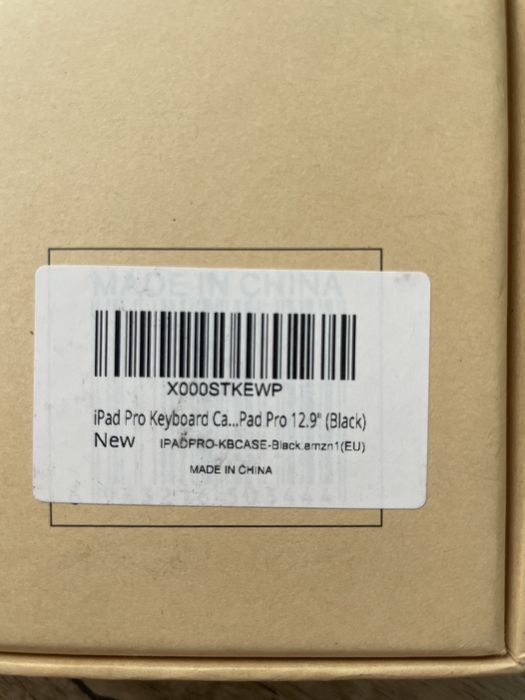 MADE IN CHINA
X000STKEWP
iPad Pro Keyboard Ca...Pad Pro 12.9" (Black)
New IPADPRO-KBCASE-Black.amzn1(EU)
MADE IN CHINA